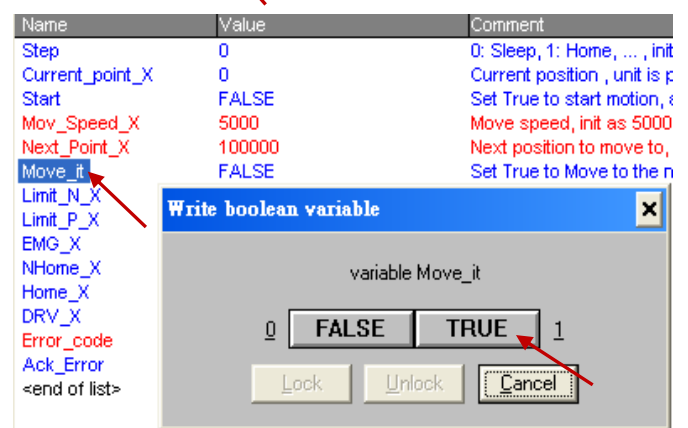 Name Value Comment
Step 0 0: Sleep, 1: Home, ... , init
Current_point_X 0 Current position , unit is p
Start FALSE Set True to start motion, a
Mov_Speed_X 5000 Move speed, init as 5000
Next_Point_X 100000 Next position to move to,
Move_it FALSE Set True to Move to the n
Limit_N_X
Limit_P_X
EMG_X
NHome_X
Home_X
DRV_X
Error_code
Ack_Error
<end of list>
Write boolean variable
variable Move_it
0 FALSE TRUE 1
Lock Unlock Cancel